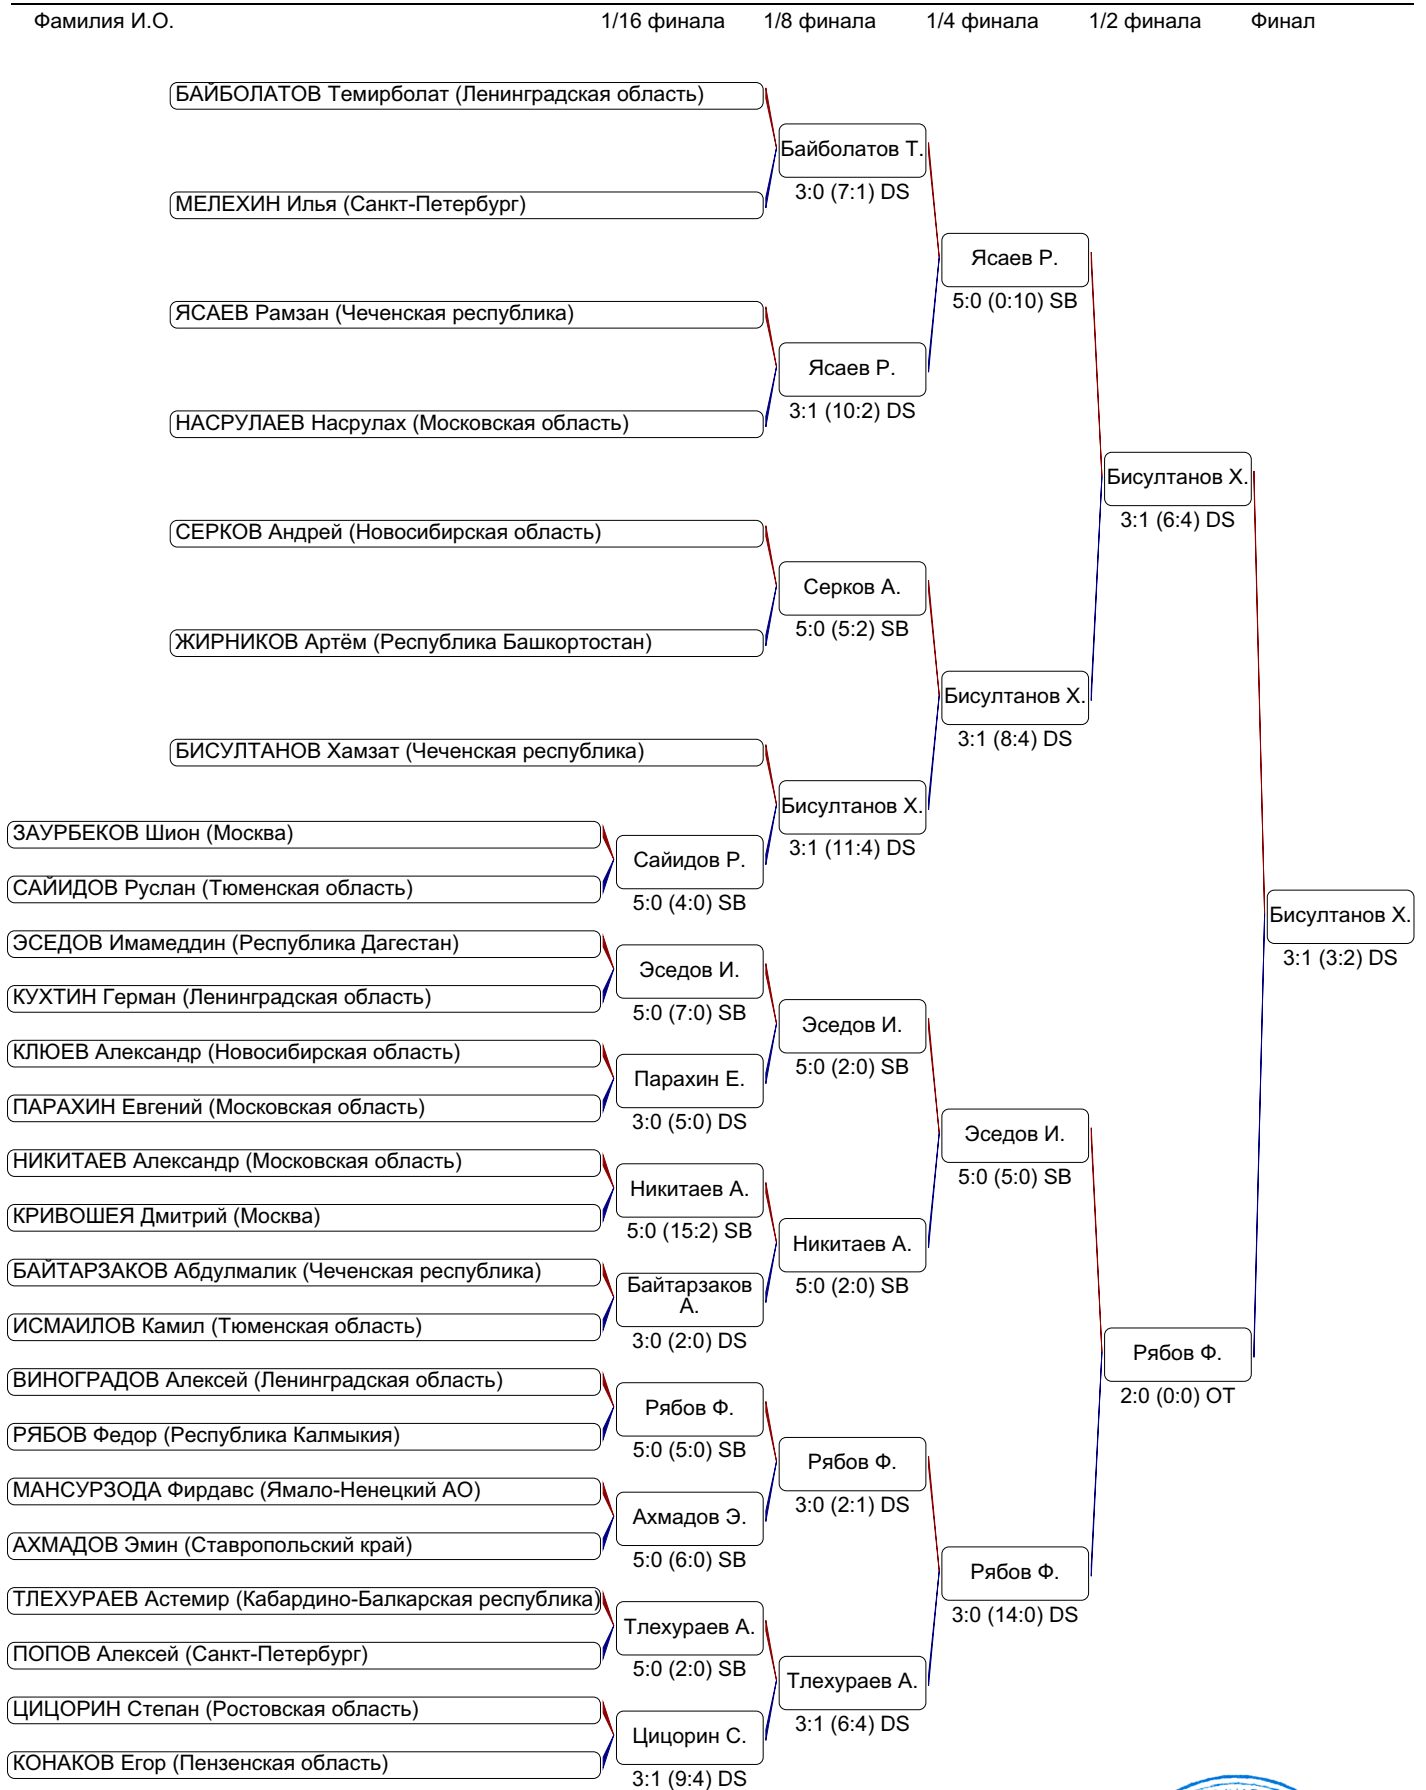 Фамилия И.О. 1/16 финала 1/8 финала 1/4 финала 1/2 финала Финал
БАЙБОЛАТОВ Темирболат (Ленинградская область)
Байболатов Т.
3:0 (7:1) DS
МЕЛЕХИН Илья (Санкт-Петербург)
Ясаев Р.
5:0 (0:10) SB
ЯСАЕВ Рамзан (Чеченская республика)
Ясаев Р.
3:1 (10:2) DS
НАСРУЛАЕВ Насрулах (Московская область)
Бисултанов Х.
3:1 (6:4) DS
СЕРКОВ Андрей (Новосибирская область)
Серков А.
5:0 (5:2) SB
ЖИРНИКОВ Артём (Республика Башкортостан)
Бисултанов Х.
3:1 (8:4) DS
БИСУЛТАНОВ Хамзат (Чеченская республика)
Бисултанов Х.
3:1 (11:4) DS
ЗАУРБЕКОВ Шион (Москва)
Сайидов Р.
5:0 (4:0) SB
САЙИДОВ Руслан (Тюменская область)
Бисултанов Х.
3:1 (3:2) DS
ЭСЕДОВ Имамеддин (Республика Дагестан)
Эседов И.
5:0 (7:0) SB
КУХТИН Герман (Ленинградская область)
Эседов И.
5:0 (2:0) SB
КЛЮЕВ Александр (Новосибирская область)
Парахин Е.
3:0 (5:0) DS
ПАРАХИН Евгений (Московская область)
Эседов И.
5:0 (5:0) SB
НИКИТАЕВ Александр (Московская область)
Никитаев А.
5:0 (15:2) SB
КРИВОШЕЯ Дмитрий (Москва)
Никитаев А.
5:0 (2:0) SB
БАЙТАРЗАКОВ Абдулмалик (Чеченская республика)
Байтарзаков
А.
3:0 (2:0) DS
ИСМАИЛОВ Камил (Тюменская область)
Рябов Ф.
2:0 (0:0) OT
ВИНОГРАДОВ Алексей (Ленинградская область)
Рябов Ф.
5:0 (5:0) SB
РЯБОВ Федор (Республика Калмыкия)
Рябов Ф.
3:0 (2:1) DS
МАНСУРЗОДА Фирдавс (Ямало-Ненецкий АО)
Ахмадов Э.
5:0 (6:0) SB
АХМАДОВ Эмин (Ставропольский край)
Рябов Ф.
3:0 (14:0) DS
ТЛЕХУРАЕВ Астемир (Кабардино-Балкарская республика)
Тлехураев А.
5:0 (2:0) SB
ПОПОВ Алексей (Санкт-Петербург)
Тлехураев А.
3:1 (6:4) DS
ЦИЦОРИН Степан (Ростовская область)
Цицорин С.
3:1 (9:4) DS
КОНАКОВ Егор (Пензенская область)